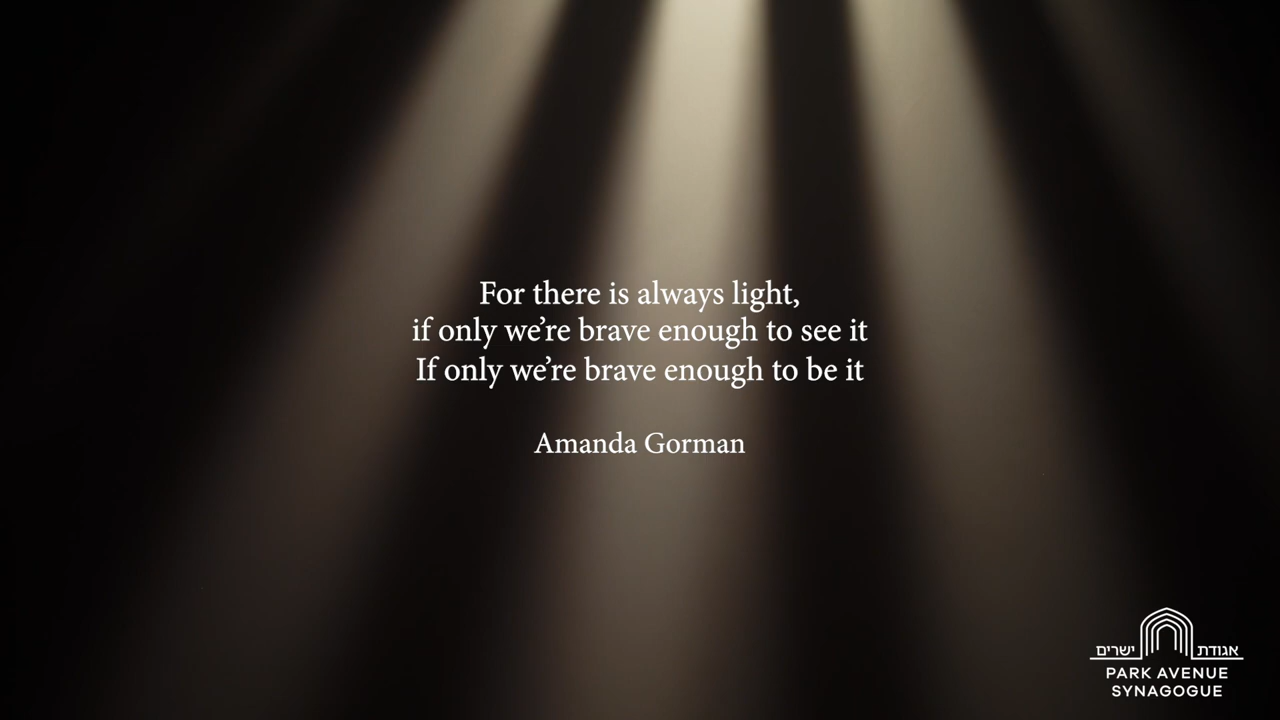 For there is always light,
if only we’re brave enough to see it
If only we’re brave enough to be it
Amanda Gorman
אגודת ישרים
PARK AVENUE
SYNAGOGUE